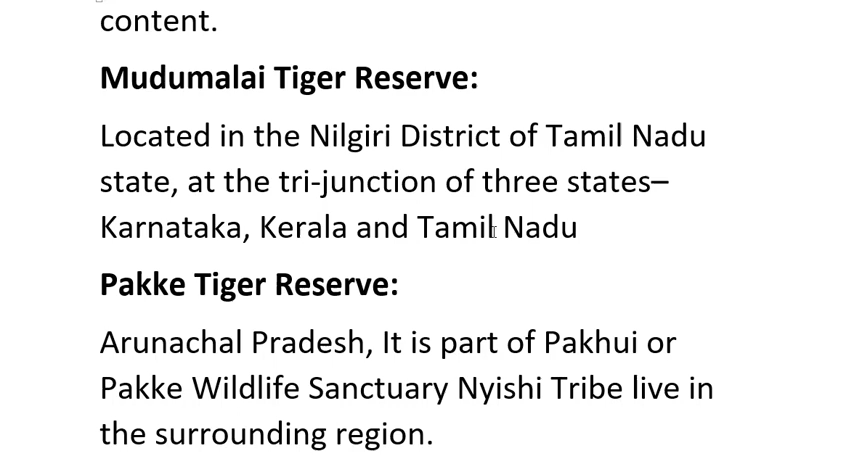 content.
Mudumalai Tiger Reserve:
Located in the Nilgiri District of Tamil Nadu
state, at the tri-junction of three states–
Karnataka, Kerala and Tamil Nadu
Pakke Tiger Reserve:
Arunachal Pradesh, It is part of Pakhui or
Pakke Wildlife Sanctuary Nyishi Tribe live in
the surrounding region.